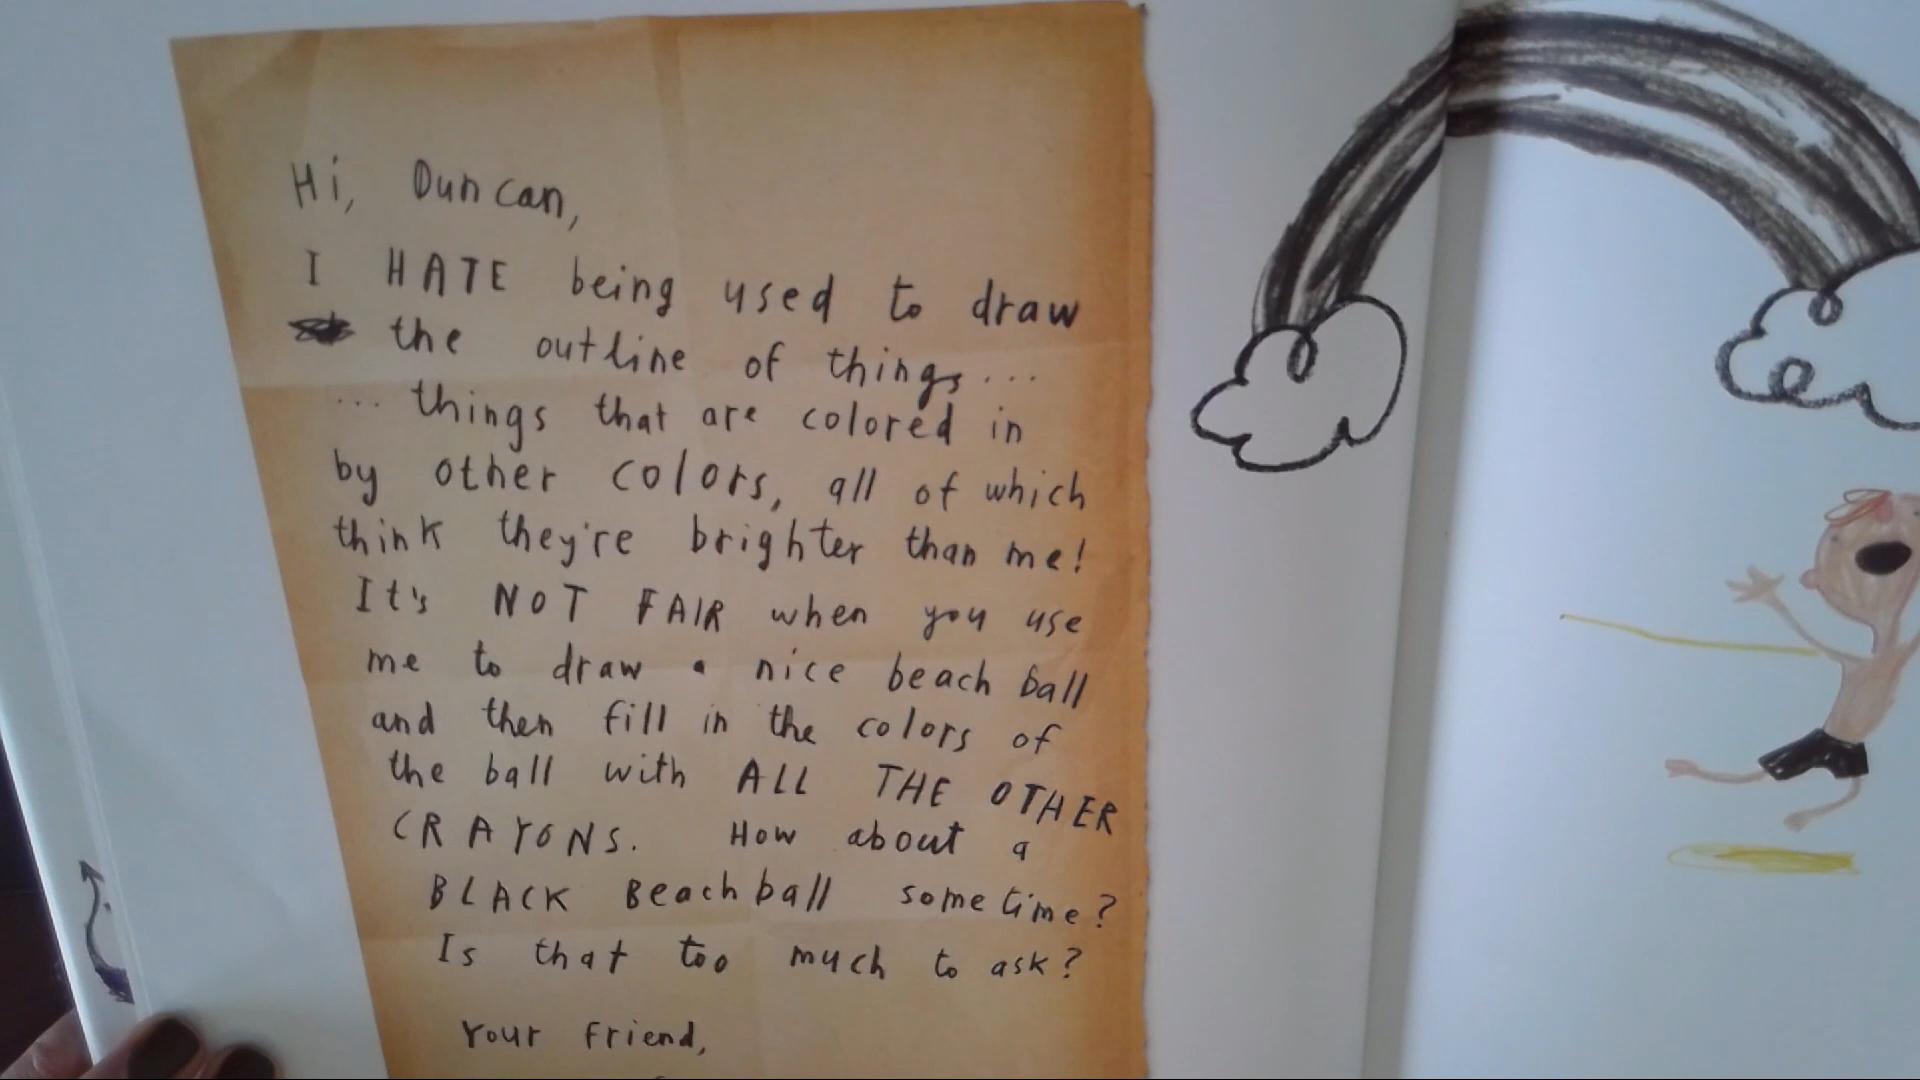 Hi, Duncan,
I HATE being used to draw
the outline of things...
... things that are colored in
by other colors, all of which
think they're brighter than me!
It's NOT FAIR when you use
me to draw a nice beach ball
and then fill in the colors of
the ball with ALL THE OTHER
CRAYONS. How about a
BLACK Beach ball sometime?
Is that too much to ask?
Your friend,